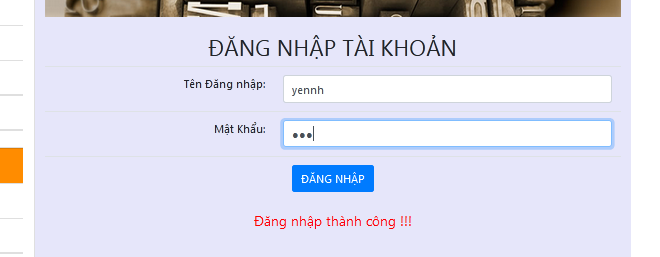 ĐĂNG NHẬP TÀI KHOẢN
Tên Đăng nhập: yennh
Mật Khẩu: ●●●
ĐĂNG NHẬP
Đăng nhập thành công !!!